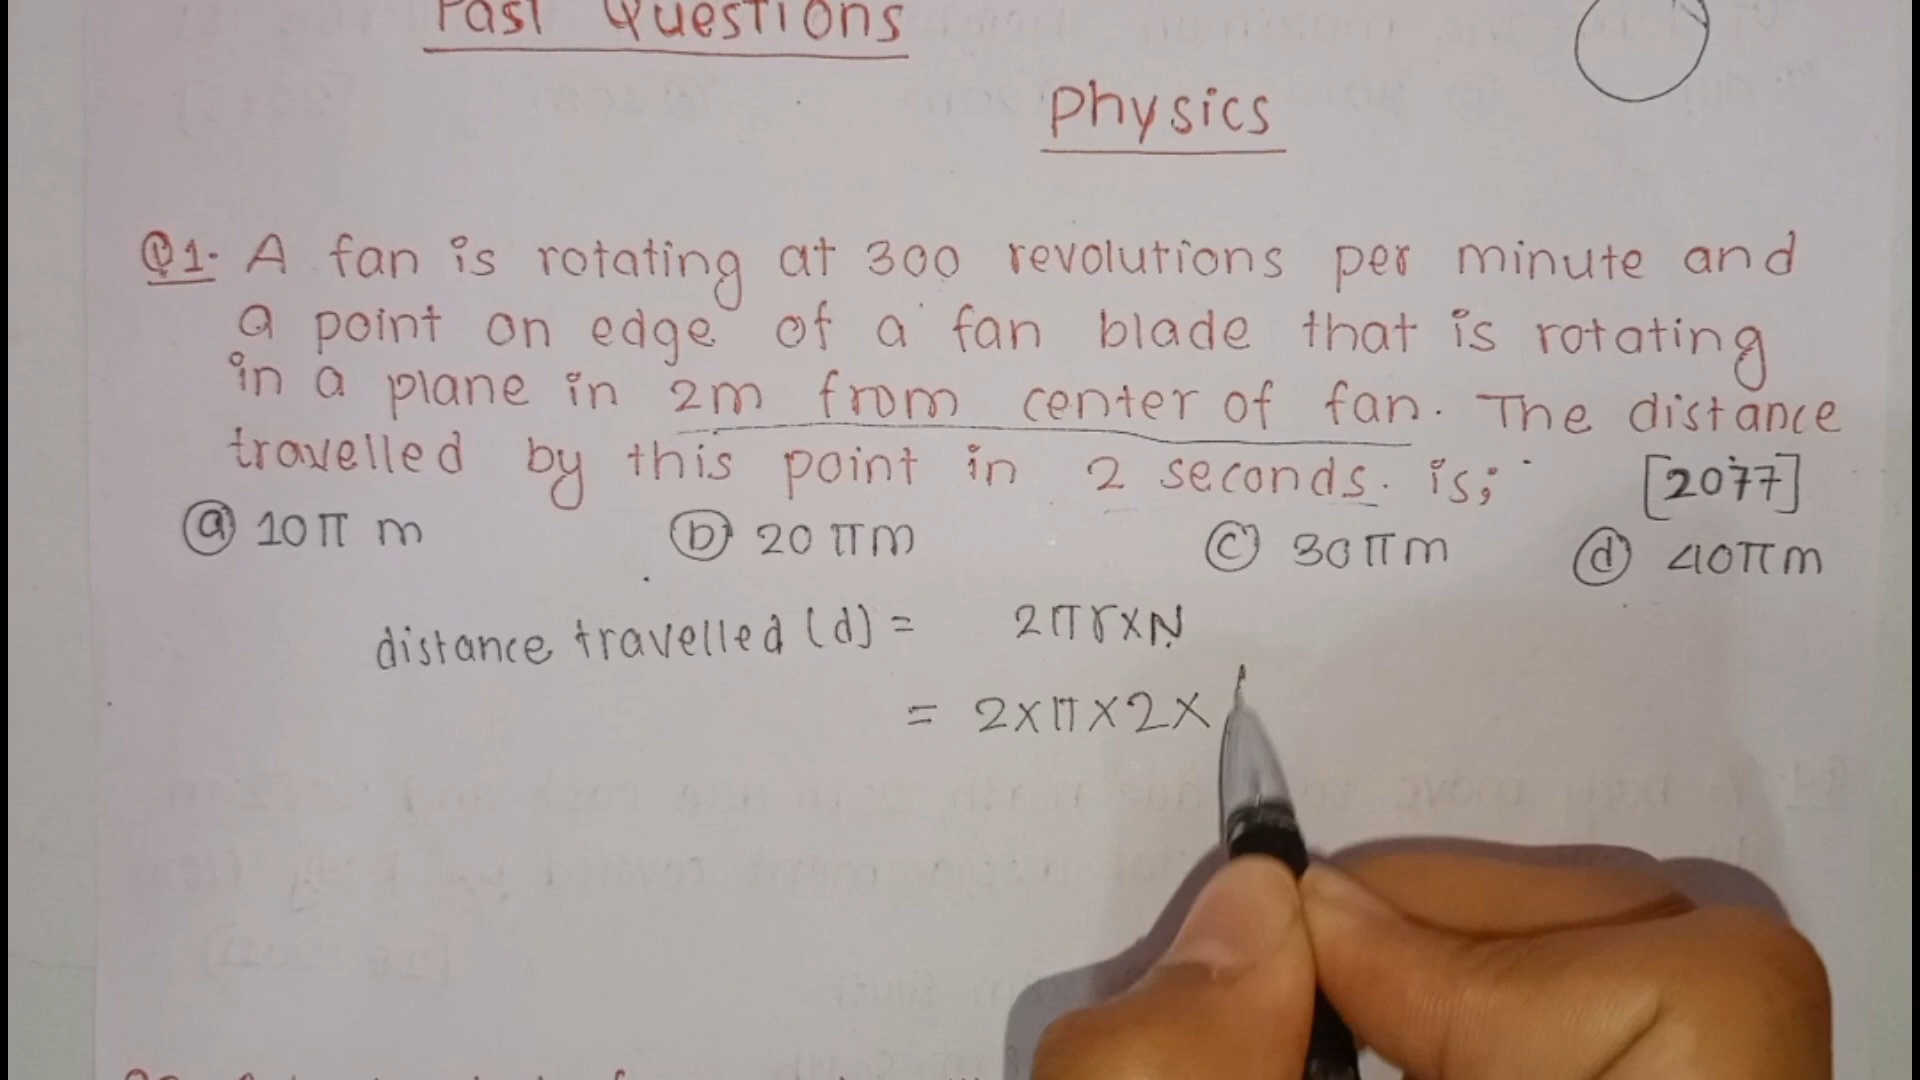 Past Questions
Physics
Q1. A fan is rotating at 300 revolutions per minute and
a point on edge of a fan blade that is rotating
in a plane in 2m from center of fan. The distance
travelled by this point in 2 seconds. is; [2077]
(a) 10π m (b) 20πm (c) 30πm (d) 40πm
distance travelled (d) = 2πr×N
= 2×π×2×